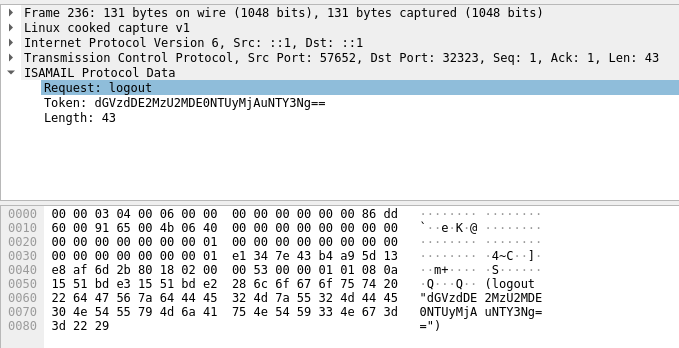 Frame 236: 131 bytes on wire (1048 bits), 131 bytes captured (1048 bits)
Linux cooked capture v1
Internet Protocol Version 6, Src: ::1, Dst: ::1
Transmission Control Protocol, Src Port: 57652, Dst Port: 32323, Seq: 1, Ack: 1, Len: 43
ISAMAIL Protocol Data
Request: logout
Token: dGVzdDE2MzU2MDE0NTUyMjAuNTY3Ng==
Length: 43
0000 00 00 03 04 00 06 00 00 00 00 00 00 00 00 86 dd ········ ········
0010 60 00 91 65 00 4b 06 40 00 00 00 00 00 00 00 00 `··e·K·@ ········
0020 00 00 00 00 00 00 00 01 00 00 00 00 00 00 00 00 ········ ········
0030 00 00 00 00 00 00 00 01 e1 34 7e 43 b4 a9 5d 13 ········ ·4~C··]·
0040 e8 af 6d 2b 80 18 02 00 00 53 00 00 01 01 08 0a ··m+···· ·S······
0050 15 51 bd e3 15 51 bd e2 28 6c 6f 67 6f 75 74 20 ·Q···Q·· (logout
0060 22 64 47 56 7a 64 44 45 32 4d 7a 55 32 4d 44 45 "dGVzdDE 2MzU2MDE
0070 30 4e 54 55 79 4d 6a 41 75 4e 54 59 33 4e 67 3d 0NTUyMjA uNTY3Ng=
0080 3d 22 29 =")